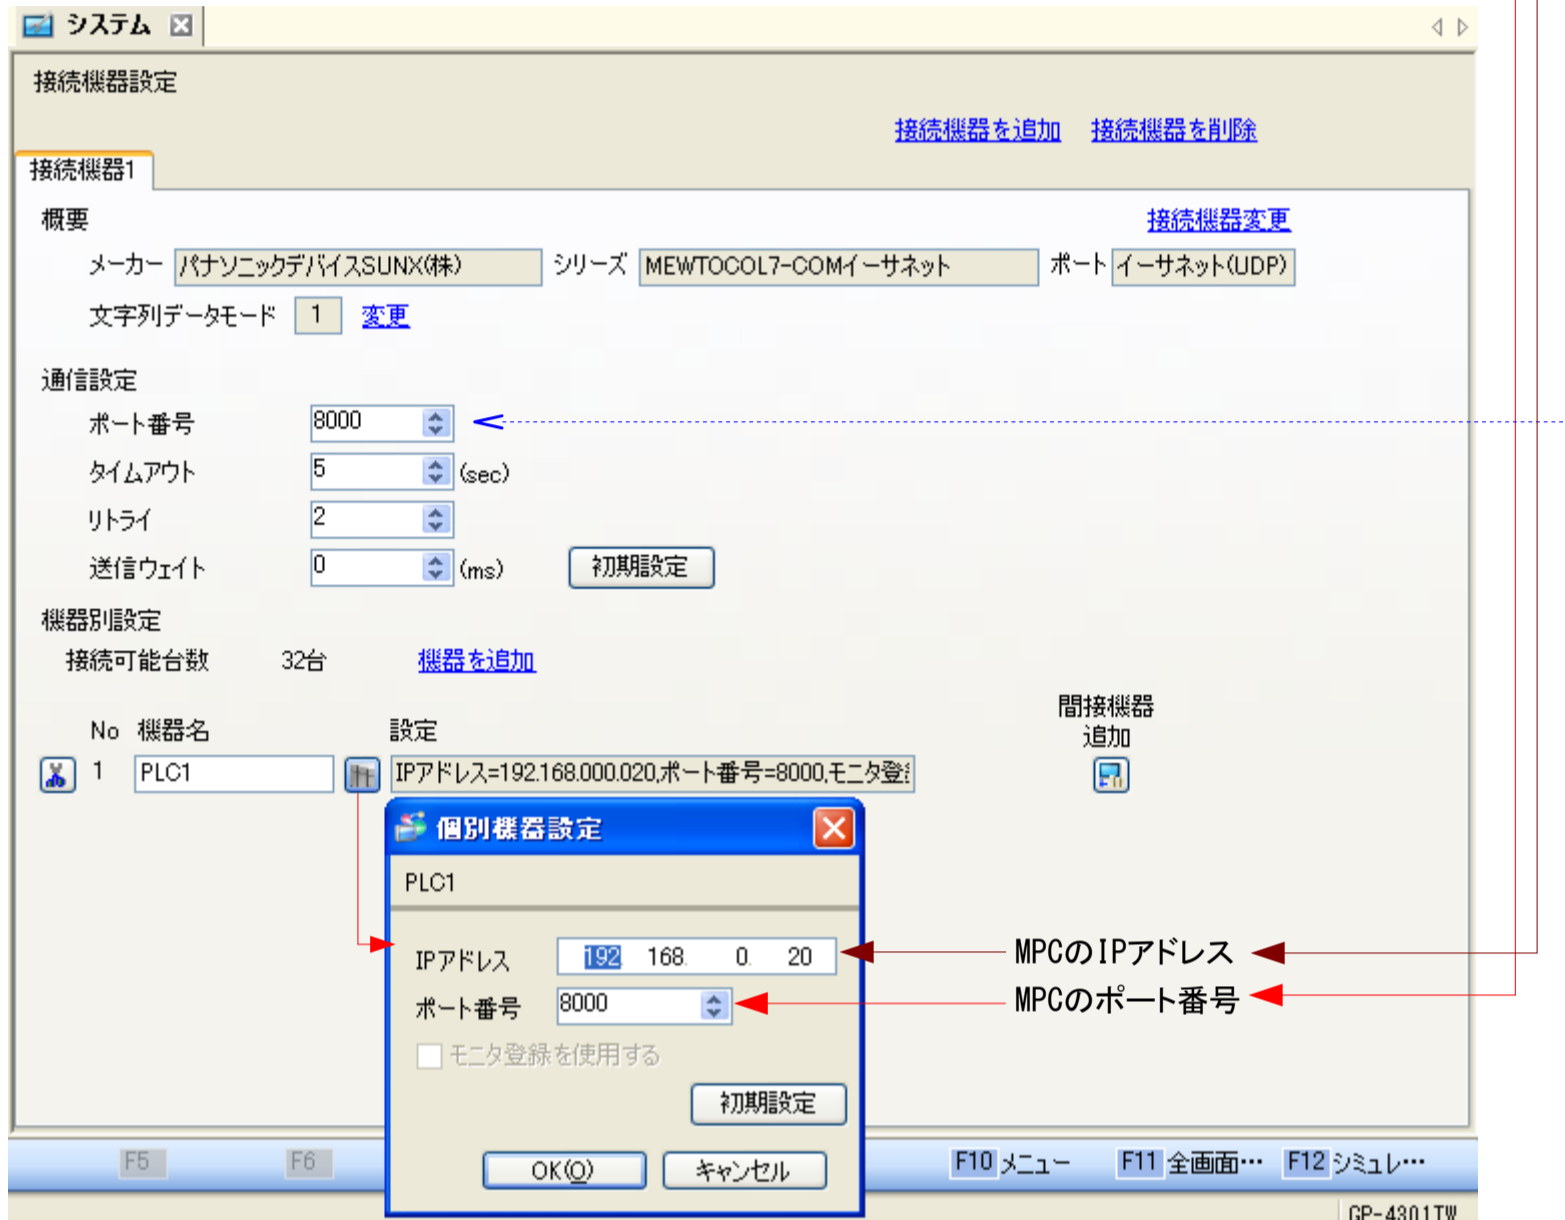 システム
接続機器設定
接続機器を追加 接続機器を削除
接続機器1
概要
接続機器変更
メーカー パナソニックデバイスSUNX(株) シリーズ MEWTOCOL7-COMイーサネット ポート イーサネット(UDP)
文字列データモード 1 変更
通信設定
ポート番号 8000
タイムアウト 5 (sec)
リトライ 2
送信ウェイト 0 (ms) 初期設定
機器別設定
接続可能台数 32台 機器を追加
間接機器
追加
No 機器名 設定
1 PLC1 IPアドレス=192.168.000.020,ポート番号=8000,モニタ登
個別機器設定
PLC1
IPアドレス 192. 168. 0. 20 MPCのIPアドレス
ポート番号 8000 MPCのポート番号
モニタ登録を使用する
初期設定
OK(O) キャンセル
F5 F6 F10 メニュー F11 全画面… F12 シミュレ…
GP-4301TW